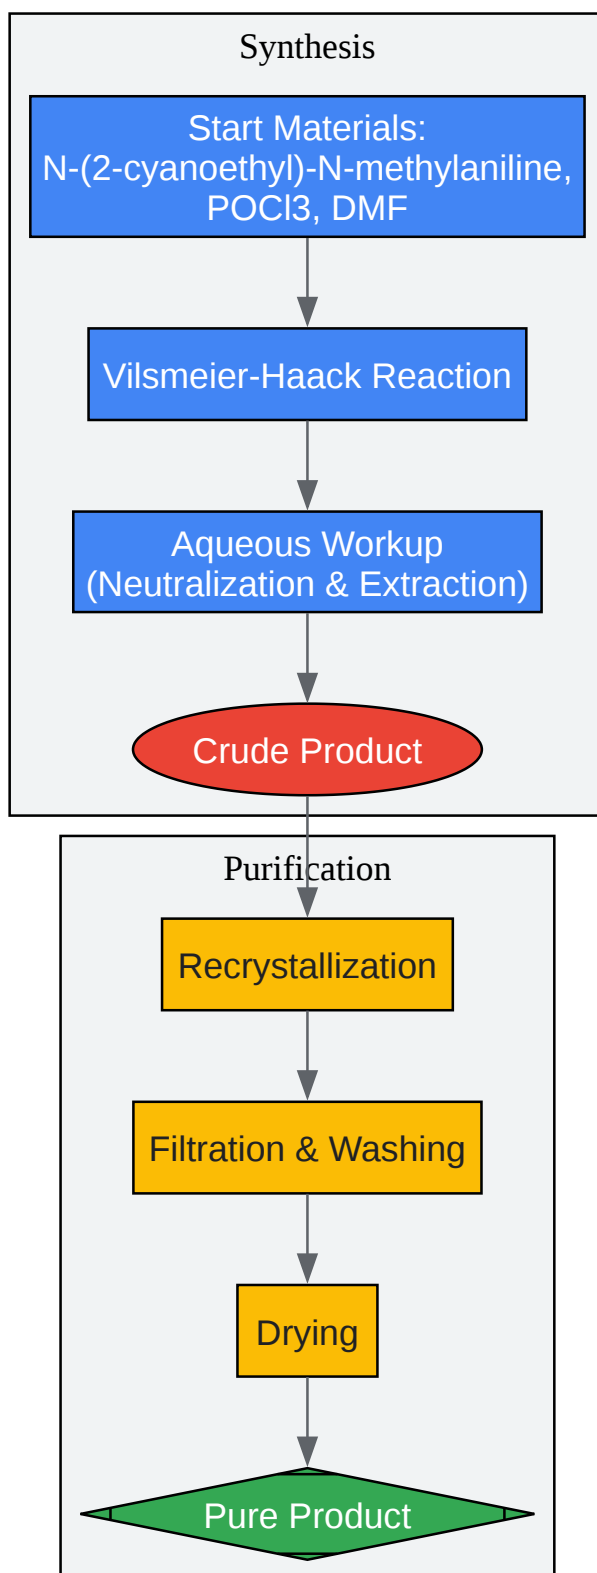 Synthesis
Start Materials:
N-(2-cyanoethyl)-N-methylaniline,
POCl3, DMF
Vilsmeier-Haack Reaction
Aqueous Workup
(Neutralization & Extraction)
Crude Product
Purification
Recrystallization
Filtration & Washing
Drying
Pure Product